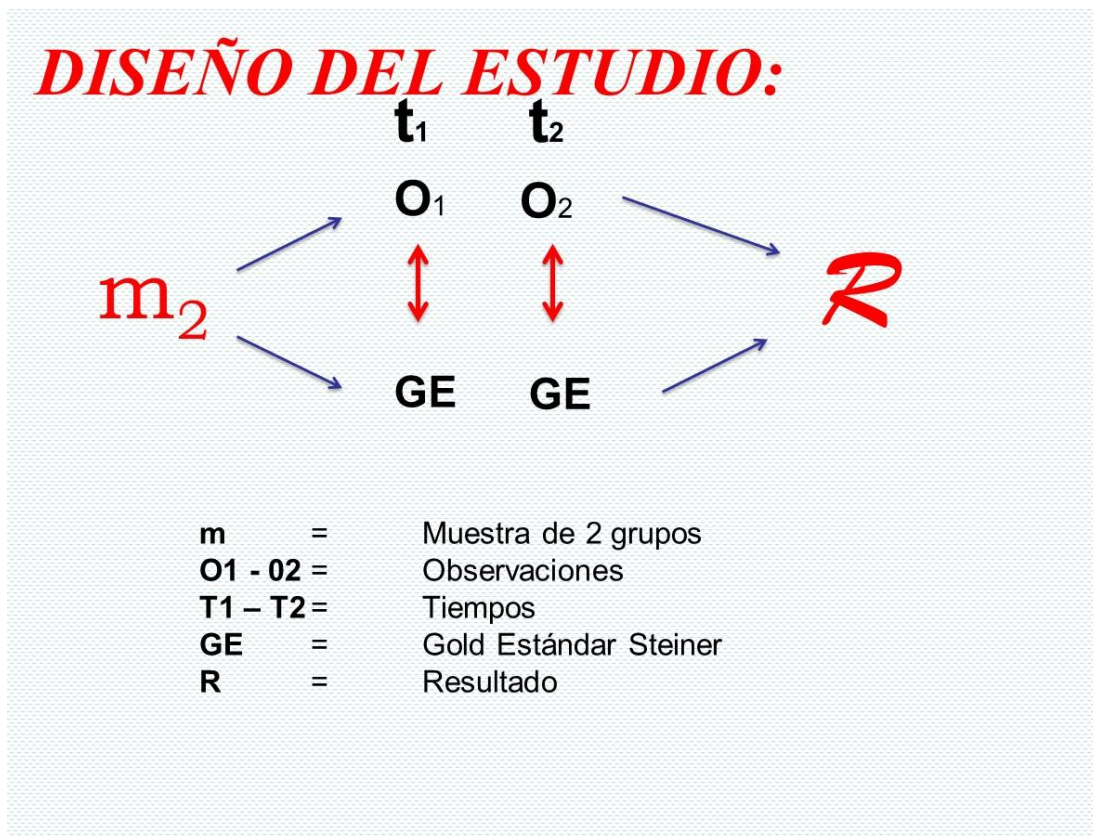 DISEÑO DEL ESTUDIO:
t1 t2
O1 O2
m2 R
GE GE
m = Muestra de 2 grupos
O1 - 02 = Observaciones
T1 – T2 = Tiempos
GE = Gold Estándar Steiner
R = Resultado